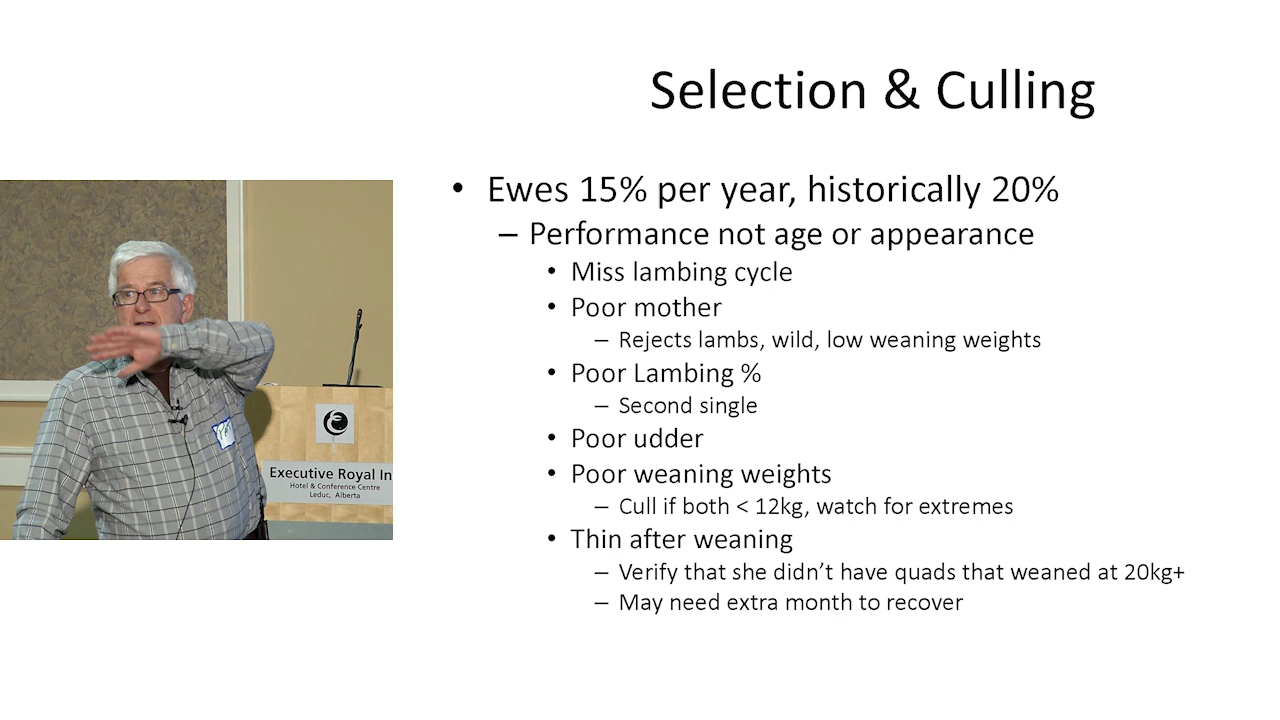 Selection & Culling
• Ewes 15% per year, historically 20%
– Performance not age or appearance
• Miss lambing cycle
• Poor mother
– Rejects lambs, wild, low weaning weights
• Poor Lambing %
– Second single
• Poor udder
• Poor weaning weights
– Cull if both < 12kg, watch for extremes
• Thin after weaning
– Verify that she didn’t have quads that weaned at 20kg+
– May need extra month to recover
Executive Royal In
Hotel & Conference Centre
Leduc, Alberta